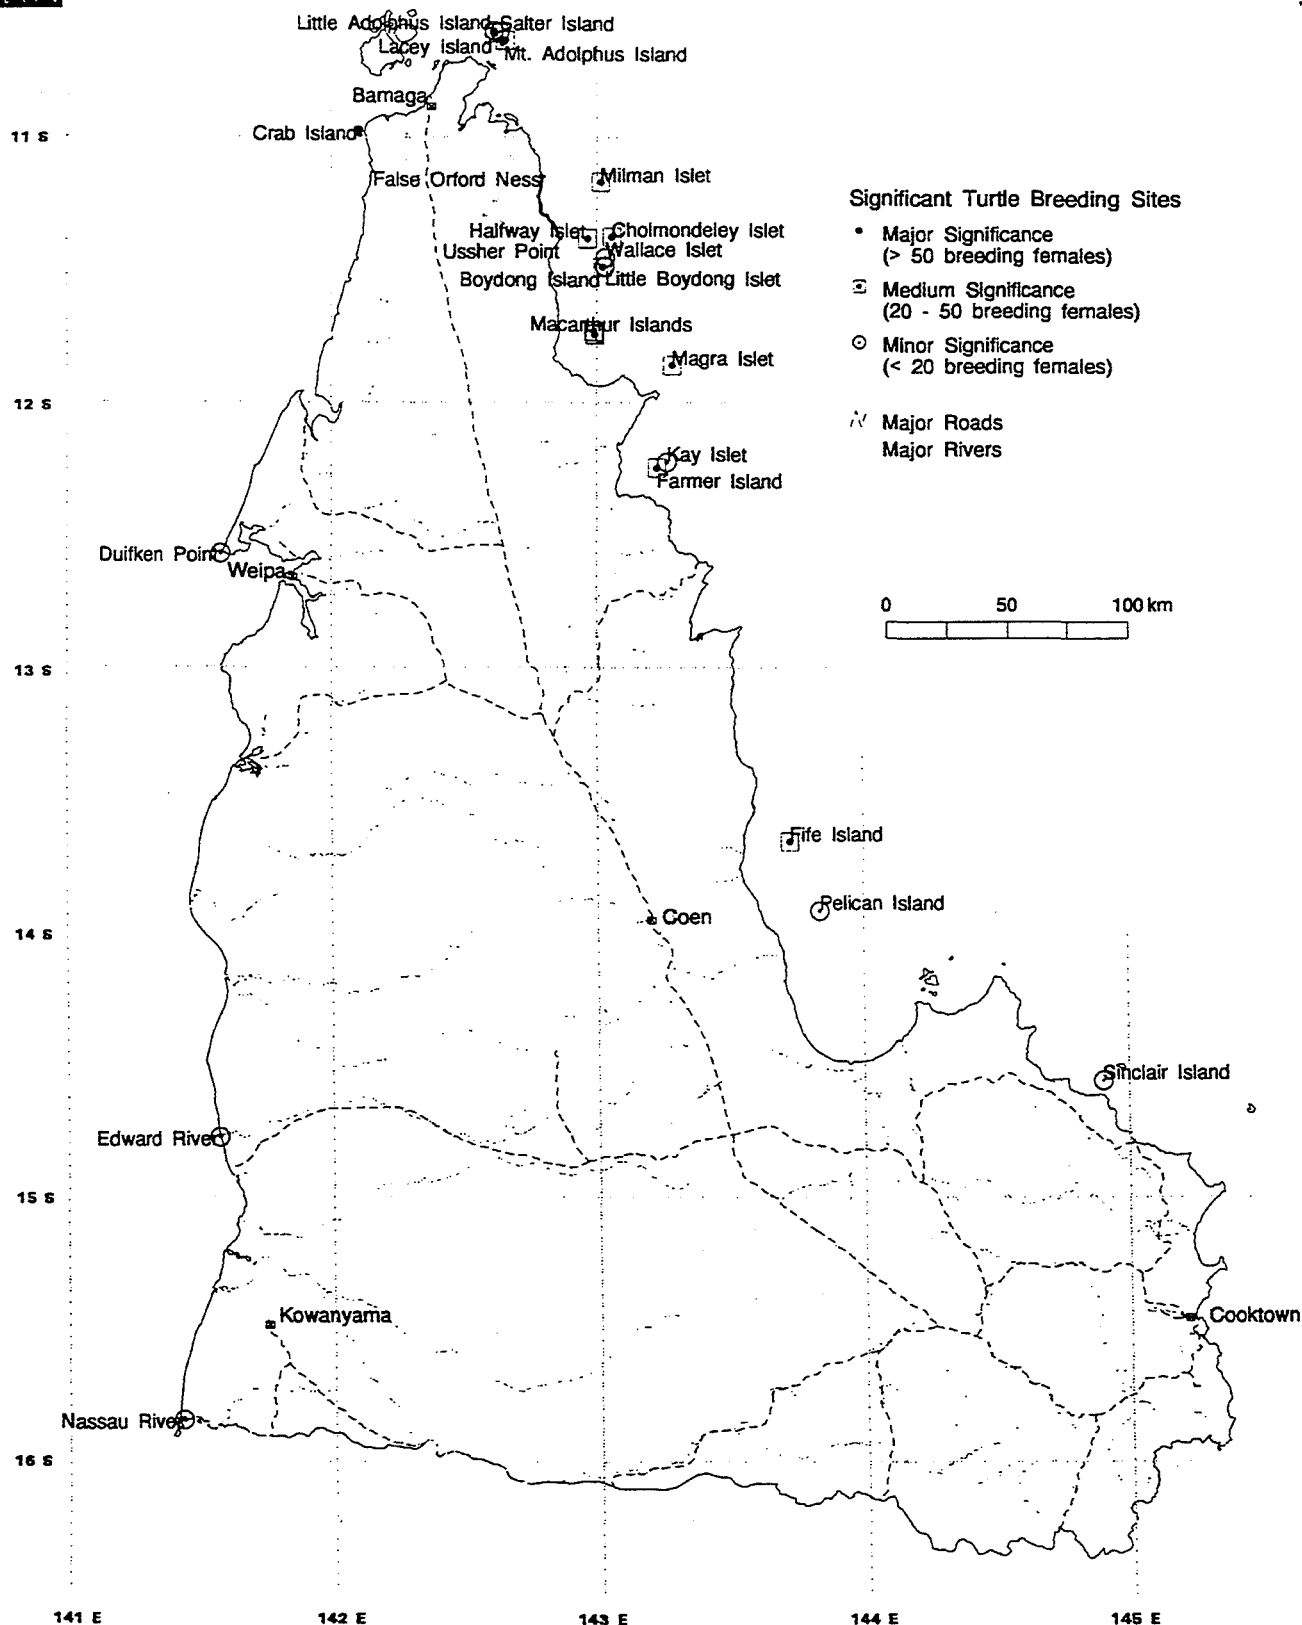 Little Adolphus Island Salter Island
Lacey Island Mt. Adolphus Island
Bamaga
11 S
Crab Island
False Orford Ness
Milman Islet
Significant Turtle Breeding Sites
Halfway Islet Cholmondeley Islet
Major Significance
(> 50 breeding females)
Ussher Point Wallace Islet
Boydong Island Little Boydong Islet
Medium Significance
(20 - 50 breeding females)
Macarthur Islands
Minor Significance
(< 20 breeding females)
Magra Islet
12 S
Major Roads
Major Rivers
Kay Islet
Farmer Island
Duifken Point
Weipa
0 50 100 km
13 S
Fife Island
Pelican Island
Coen
14 S
Sinclair Island
Edward River
15 S
Kowanyama
Cooktown
Nassau River
16 S
141 E 142 E 143 E 144 E 145 E